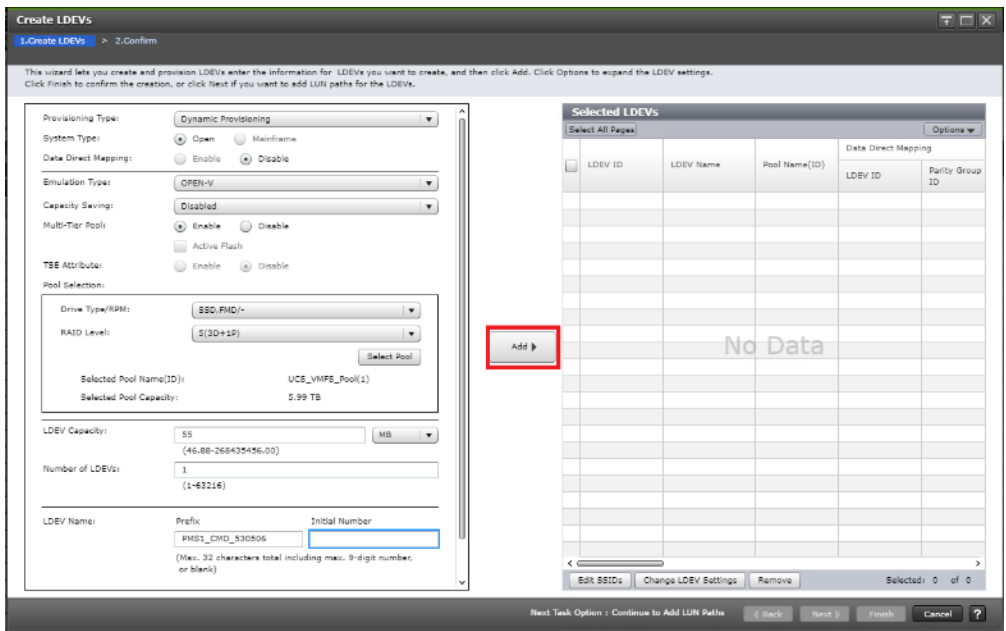 Create LDEVs
1.Create LDEVs > 2.Confirm
This wizard lets you create and provision LDEVs enter the information for LDEVs you want to create, and then click Add. Click Options to expand the LDEV settings.
Click Finish to confirm the creation, or click Next if you want to add LUN paths for the LDEVs.
Provisioning Type: Dynamic Provisioning
System Type: Open Mainframe
Data Direct Mapping: Enable Disable
Emulation Type: OPEN-V
Capacity Saving: Disabled
Multi-Tier Pool: Enable Disable
Active Flash
TSE Attribute: Enable Disable
Pool Selection:
Drive Type/RPM: SSD,FMD/-
RAID Level: 5(3D+1P)
Select Pool
Selected Pool Name(ID): UCS_VMFS_Pool(1)
Selected Pool Capacity: 5.99 TB
LDEV Capacity: 55 MB
(46.88-268435456.00)
Number of LDEVs: 1
(1-63216)
LDEV Name: Prefix Initial Number
PMS1_CMD_530506
(Max. 32 characters total including max. 9-digit number,
or blank)
Add
Selected LDEVs
Select All Pages Options
LDEV ID LDEV Name Pool Name(ID) Data Direct Mapping
LDEV ID Parity Group
ID
No Data
Edit SSIDs Change LDEV Settings Remove Selected: 0 of 0
Next Task Option : Continue to Add LUN Paths Back Next Finish Cancel ?